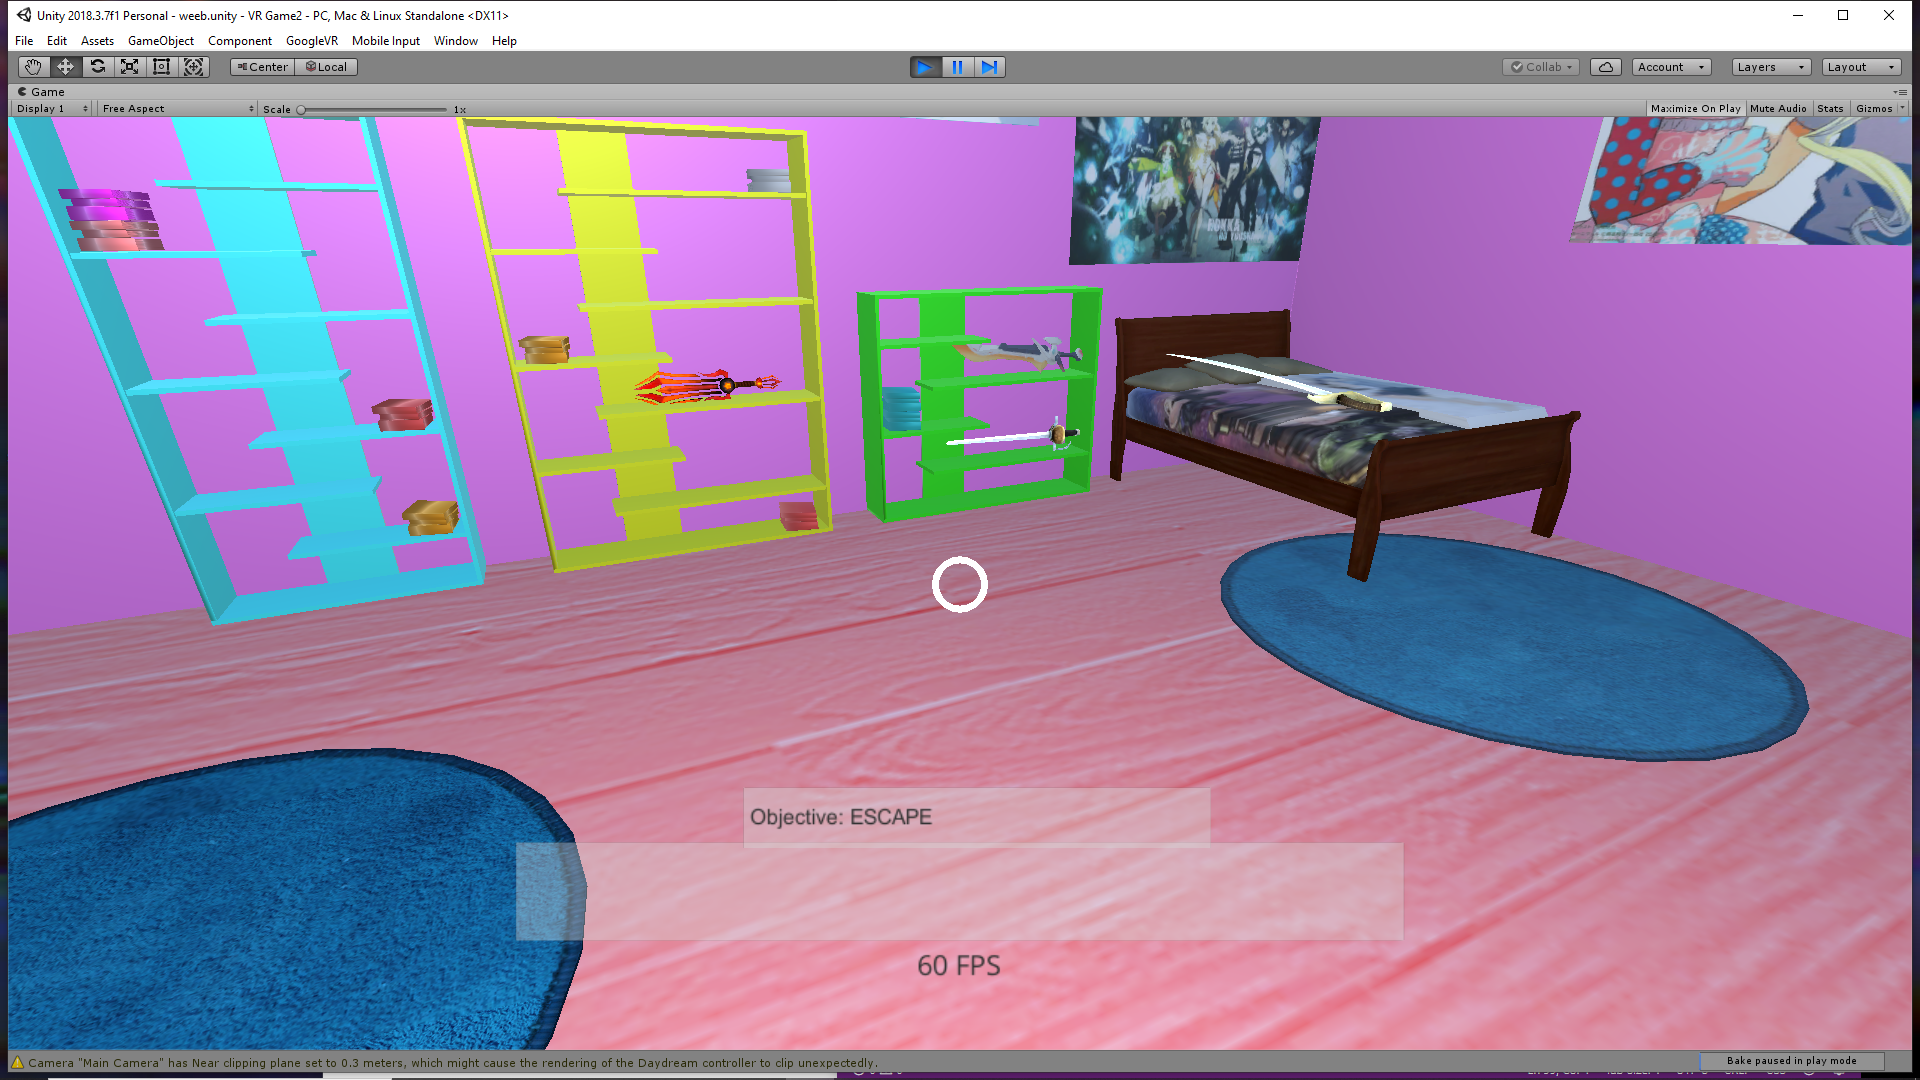 Unity 2018.3.7f1 Personal - weeb.unity - VR Game2 - PC, Mac & Linux Standalone <DX11>
File Edit Assets GameObject Component GoogleVR Mobile Input Window Help
Center Local Collab Account Layers Layout
Game
Display 1 Free Aspect Scale 1x Maximize On Play Mute Audio Stats Gizmos
Objective: ESCAPE
60 FPS
Camera "Main Camera" has Near clipping plane set to 0.3 meters, which might cause the rendering of the Daydream controller to clip unexpectedly.
Bake paused in play mode